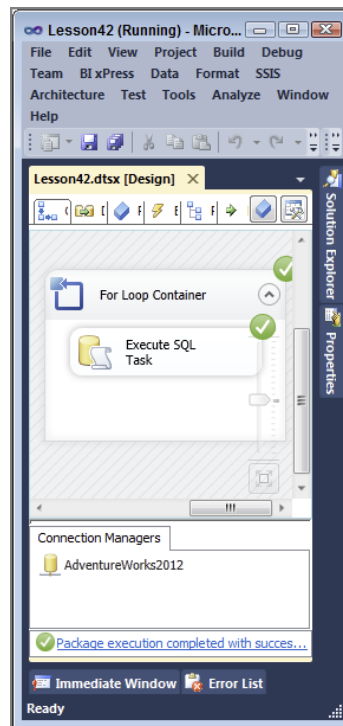 Lesson42 (Running) - Micro...
File Edit View Project Build Debug
Team BI xPress Data Format SSIS
Architecture Test Tools Analyze Window
Help
Lesson42.dtsx [Design]
Solution Explorer
Properties
For Loop Container
Execute SQL
Task
Connection Managers
AdventureWorks2012
Package execution completed with succes...
Immediate Window Error List
Ready